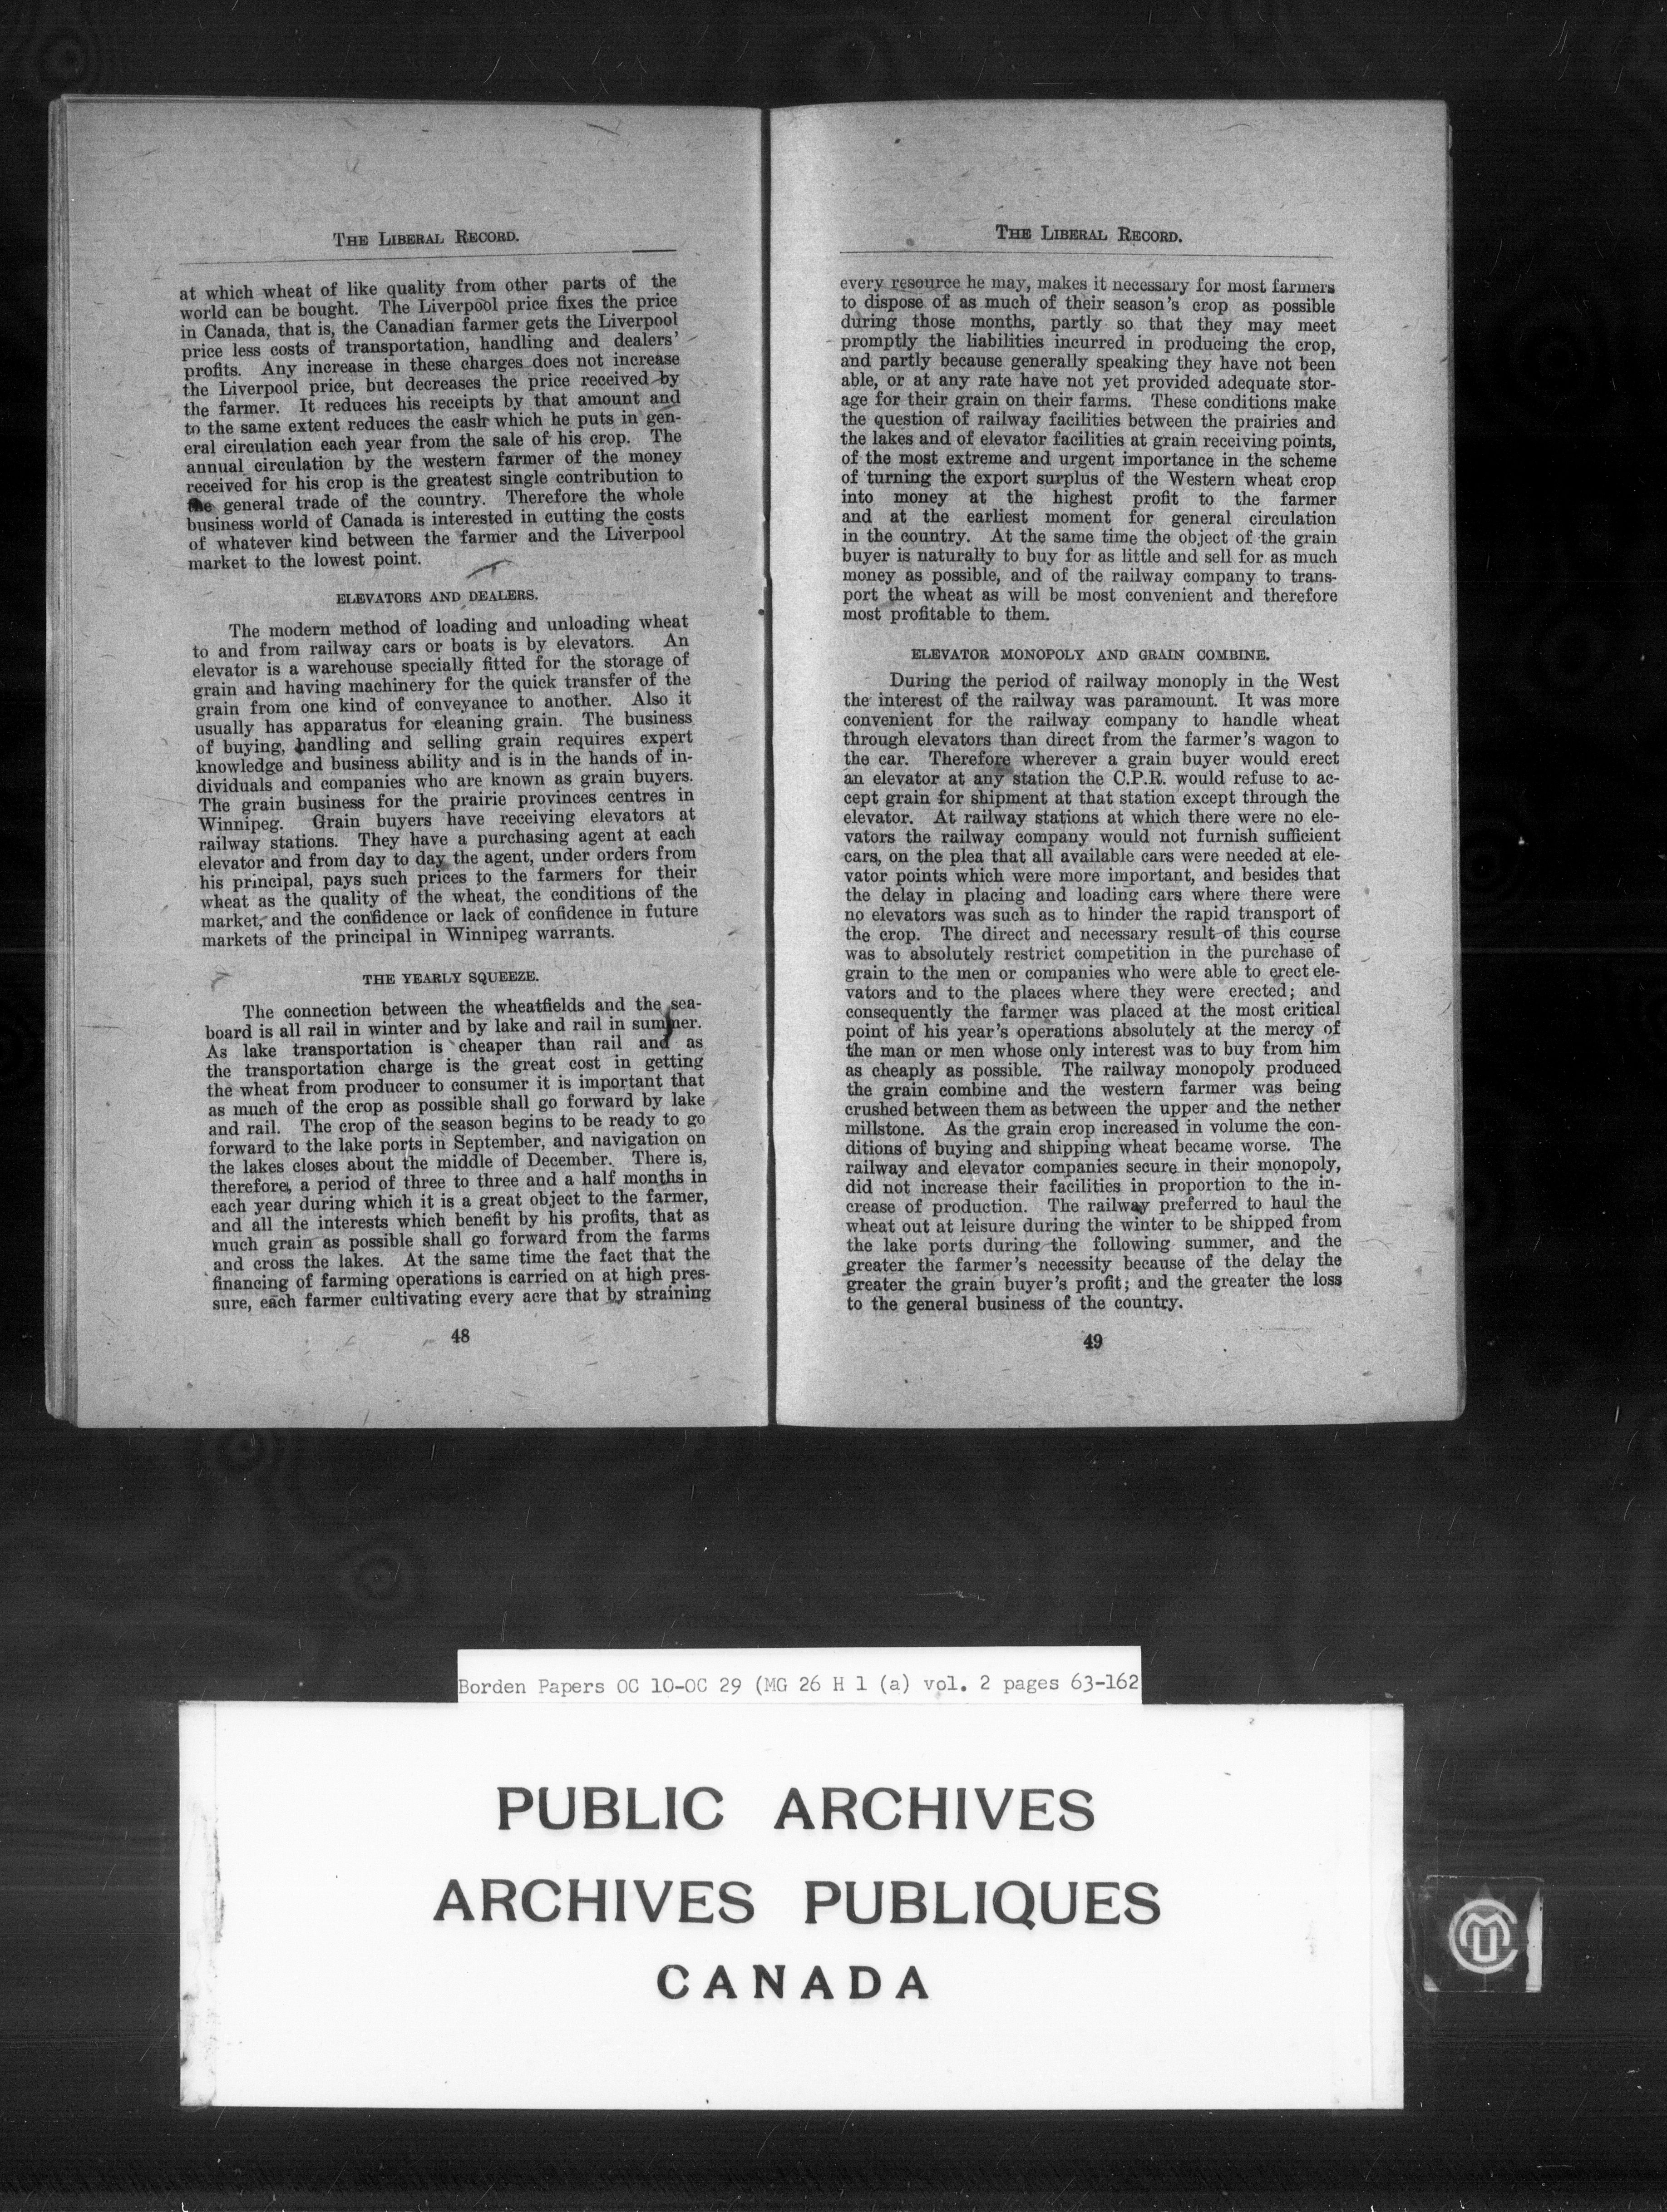 THE LIBERAL RECORD.
at which wheat of like quality from other parts of the
world can be bought. The Liverpool price fixes the price
in Canada, that is, the Canadian farmer gets the Liverpool
price less costs of transportation, handling and dealers'
profits. Any increase in these charges does not increase
the Liverpool price, but decreases the price received by
the farmer. It reduces his receipts by that amount and
to the same extent reduces the cash which he puts in gen-
eral circulation each year from the sale of his crop. The
annual circulation by the western farmer of the money
received for his crop is the greatest single contribution to
the general trade of the country. Therefore the whole
business world of Canada is interested in cutting the costs
of whatever kind between the farmer and the Liverpool
market to the lowest point.
ELEVATORS AND DEALERS.
The modern method of loading and unloading wheat
to and from railway cars or boats is by elevators. An
elevator is a warehouse specially fitted for the storage of
grain and having machinery for the quick transfer of the
grain from one kind of conveyance to another. Also it
usually has apparatus for cleaning grain. The business
of buying, handling and selling grain requires expert
knowledge and business ability and is in the hands of in-
dividuals and companies who are known as grain buyers.
The grain business for the prairie provinces centres in
Winnipeg. Grain buyers have receiving elevators at
railway stations. They have a purchasing agent at each
elevator and from day to day the agent, under orders from
his principal, pays such prices to the farmers for their
wheat as the quality of the wheat, the conditions of the
market, and the confidence or lack of confidence in future
markets of the principal in Winnipeg warrants.
THE YEARLY SQUEEZE.
The connection between the wheatfields and the sea-
board is all rail in winter and by lake and rail in summer.
As lake transportation is cheaper than rail and as
the transportation charge is the great cost in getting
the wheat from producer to consumer it is important that
as much of the crop as possible shall go forward by lake
and rail. The crop of the season begins to be ready to go
forward to the lake ports in September, and navigation on
the lakes closes about the middle of December. There is,
therefore, a period of three to three and a half months in
each year during which it is a great object to the farmer,
and all the interests which benefit by his profits, that as
much grain as possible shall go forward from the farms
and cross the lakes. At the same time the fact that the
financing of farming operations is carried on at high pres-
sure, each farmer cultivating every acre that by straining
48
THE LIBERAL RECORD.
every resource he may, makes it necessary for most farmers
to dispose of as much of their season's crop as possible
during those months, partly so that they may meet
promptly the liabilities incurred in producing the crop,
and partly because generally speaking they have not been
able, or at any rate have not yet provided adequate stor-
age for their grain on their farms. These conditions make
the question of railway facilities between the prairies and
the lakes and of elevator facilities at grain receiving points,
of the most extreme and urgent importance in the scheme
of turning the export surplus of the Western wheat crop
into money at the highest profit to the farmer
and at the earliest moment for general circulation
in the country. At the same time the object of the grain
buyer is naturally to buy for as little and sell for as much
money as possible, and of the railway company to trans-
port the wheat as will be most convenient and therefore
most profitable to them.
ELEVATOR MONOPOLY AND GRAIN COMBINE.
During the period of railway monoply in the West
the interest of the railway was paramount. It was more
convenient for the railway company to handle wheat
through elevators than direct from the farmer's wagon to
the car. Therefore wherever a grain buyer would erect
an elevator at any station the C.P.R. would refuse to ac-
cept grain for shipment at that station except through the
elevator. At railway stations at which there were no ele-
vators the railway company would not furnish sufficient
cars, on the plea that all available cars were needed at ele-
vator points which were more important, and besides that
the delay in placing and loading cars where there were
no elevators was such as to hinder the rapid transport of
the crop. The direct and necessary result of this course
was to absolutely restrict competition in the purchase of
grain to the men or companies who were able to erect ele-
vators and to the places where they were erected; and
consequently the farmer was placed at the most critical
point of his year's operations absolutely at the mercy of
the man or men whose only interest was to buy from him
as cheaply as possible. The railway monopoly produced
the grain combine and the western farmer was being
crushed between them as between the upper and the nether
millstone. As the grain crop increased in volume the con-
ditions of buying and shipping wheat became worse. The
railway and elevator companies secure in their monopoly,
did not increase their facilities in proportion to the in-
crease of production. The railway preferred to haul the
wheat out at leisure during the winter to be shipped from
the lake ports during the following summer, and the
greater the farmer's necessity because of the delay the
greater the grain buyer's profit; and the greater the loss
to the general business of the country.
49
Borden Papers OC 10-OC 29 (MG 26 H 1 (a) vol. 2 pages 63-162
PUBLIC ARCHIVES
ARCHIVES PUBLIQUES
CANADA